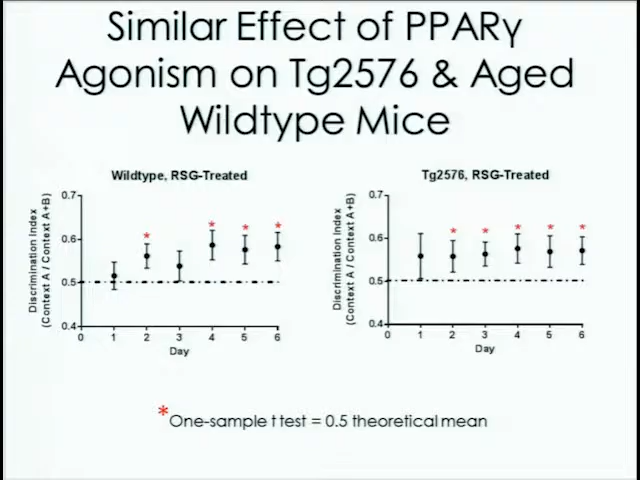 Similar Effect of PPARγ
Agonism on Tg2576 & Aged
Wildtype Mice
Wildtype, RSG-Treated
Discrimination Index
(Context A / Context A+B)
0.7
0.6
0.5
0.4
0 1 2 3 4 5 6
Day
* * * *
Tg2576, RSG-Treated
Discrimination Index
(Context A / Context A+B)
0.7
0.6
0.5
0.4
0 1 2 3 4 5 6
Day
* * * * *
*One-sample t test = 0.5 theoretical mean